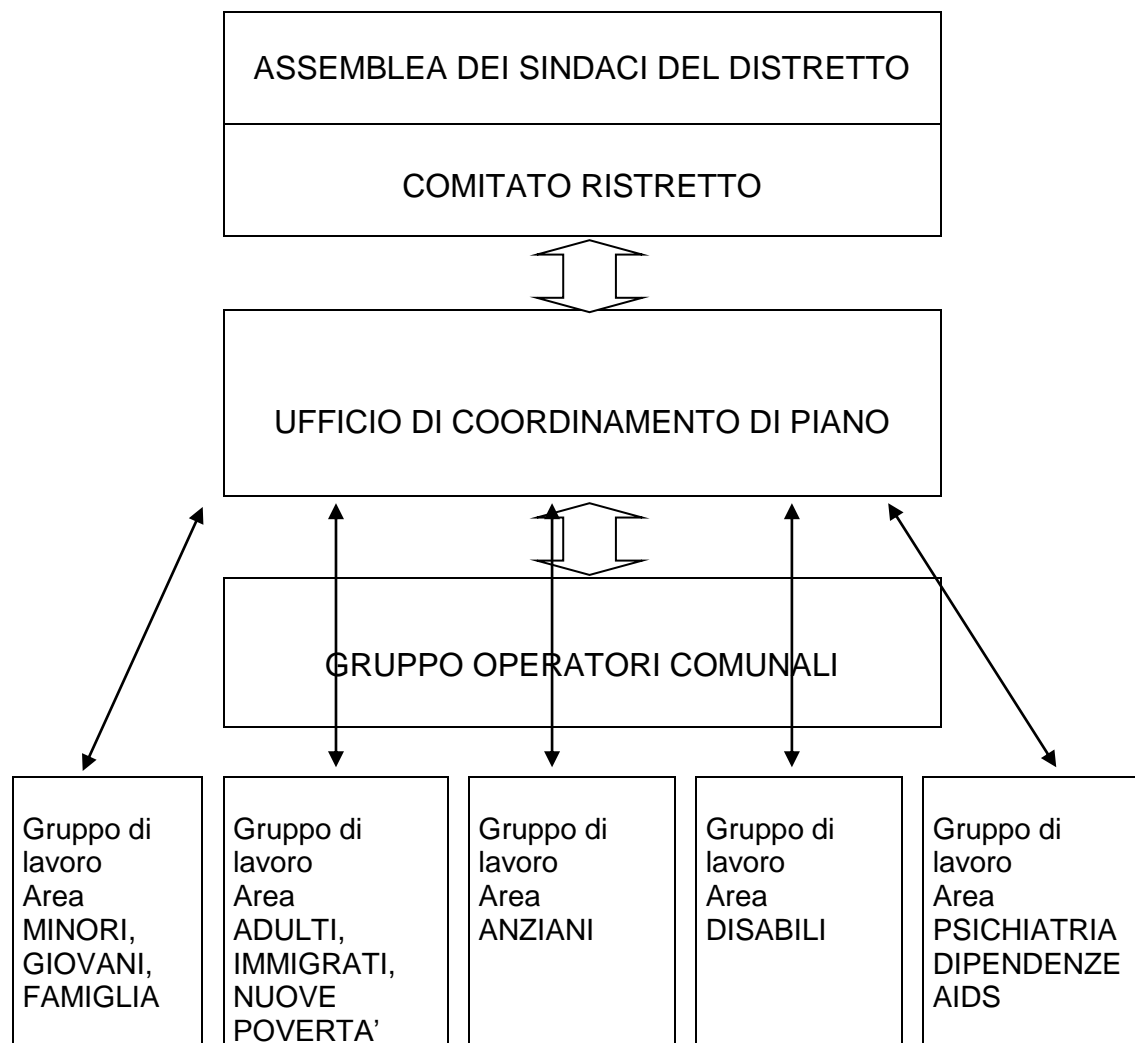 ASSEMBLEA DEI SINDACI DEL DISTRETTO
COMITATO RISTRETTO
UFFICIO DI COORDINAMENTO DI PIANO
GRUPPO OPERATORI COMUNALI
Gruppo di
lavoro
Area
MINORI,
GIOVANI,
FAMIGLIA
Gruppo di
lavoro
Area
ADULTI,
IMMIGRATI,
NUOVE
POVERTA’
Gruppo di
lavoro
Area
ANZIANI
Gruppo di
lavoro
Area
DISABILI
Gruppo di
lavoro
Area
PSICHIATRIA
DIPENDENZE
AIDS